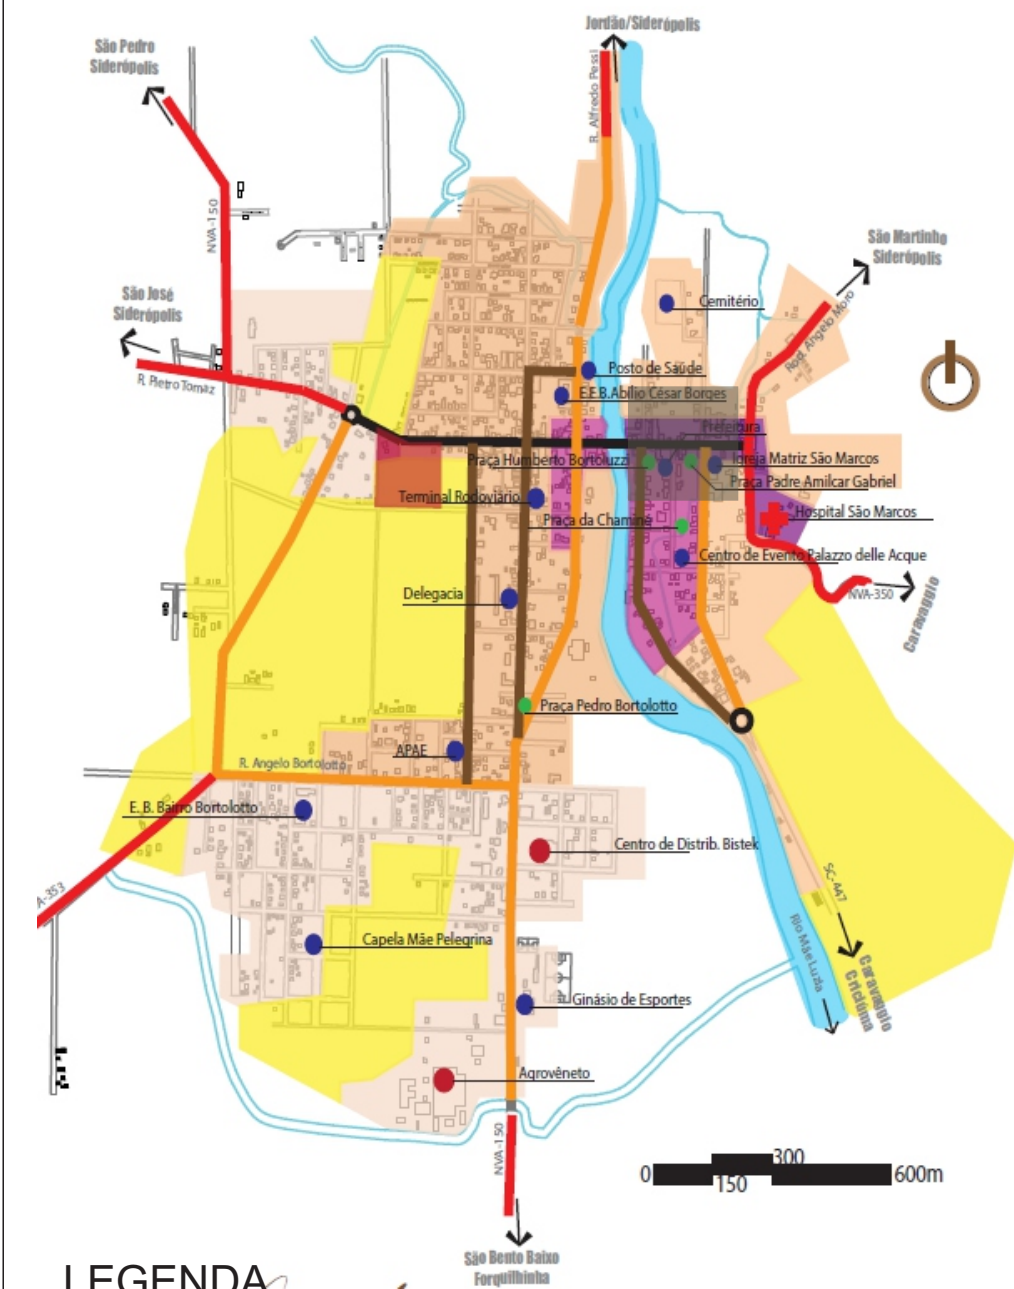 Jordão/Siderópolis
São Pedro
Siderópolis
R. Alfredo Pessi
NVA-150
São Martinho
Siderópolis
São José
Siderópolis
Cemitério
Rod. Angelo Moro
R. Pietro Tomaz
Posto de Saúde
E.E.B.Abílio César Borges
Prefeitura
Praça Humberto Bortoluzzi
Igreja Matriz São Marcos
Praça Padre Amilcar Gabriel
Terminal Rodoviário
Hospital São Marcos
Praça da Chaminé
Centro de Evento Palazzo delle Acque
Delegacia
NVA-350
Caravaggio
Praça Pedro Bortolotto
APAE
R. Angelo Bortolotto
E. B. Bairro Bortolotto
Centro de Distrib. Bistek
A-353
SC-447
Capela Mãe Pelegrina
Rio Mãe Luzia
Caravaggio
Criciúma
Ginásio de Esportes
Agrovêneto
NVA-150
0
150
300
600m
São Bento Baixo
Forquilhinha
LEGENDA